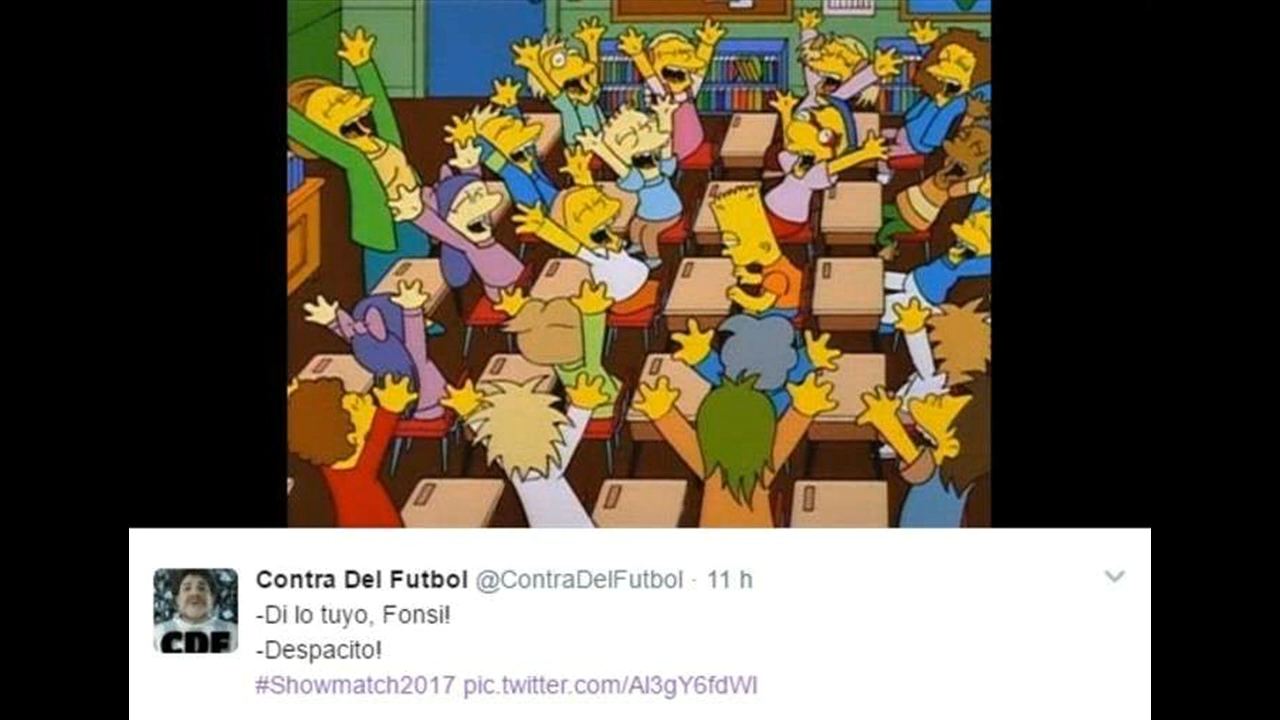 Contra Del Futbol @ContraDelFutbol · 11 h
-Di lo tuyo, Fonsi!
-Despacito!
#Showmatch2017 pic.twitter.com/Al3gY6fdWl
CDF